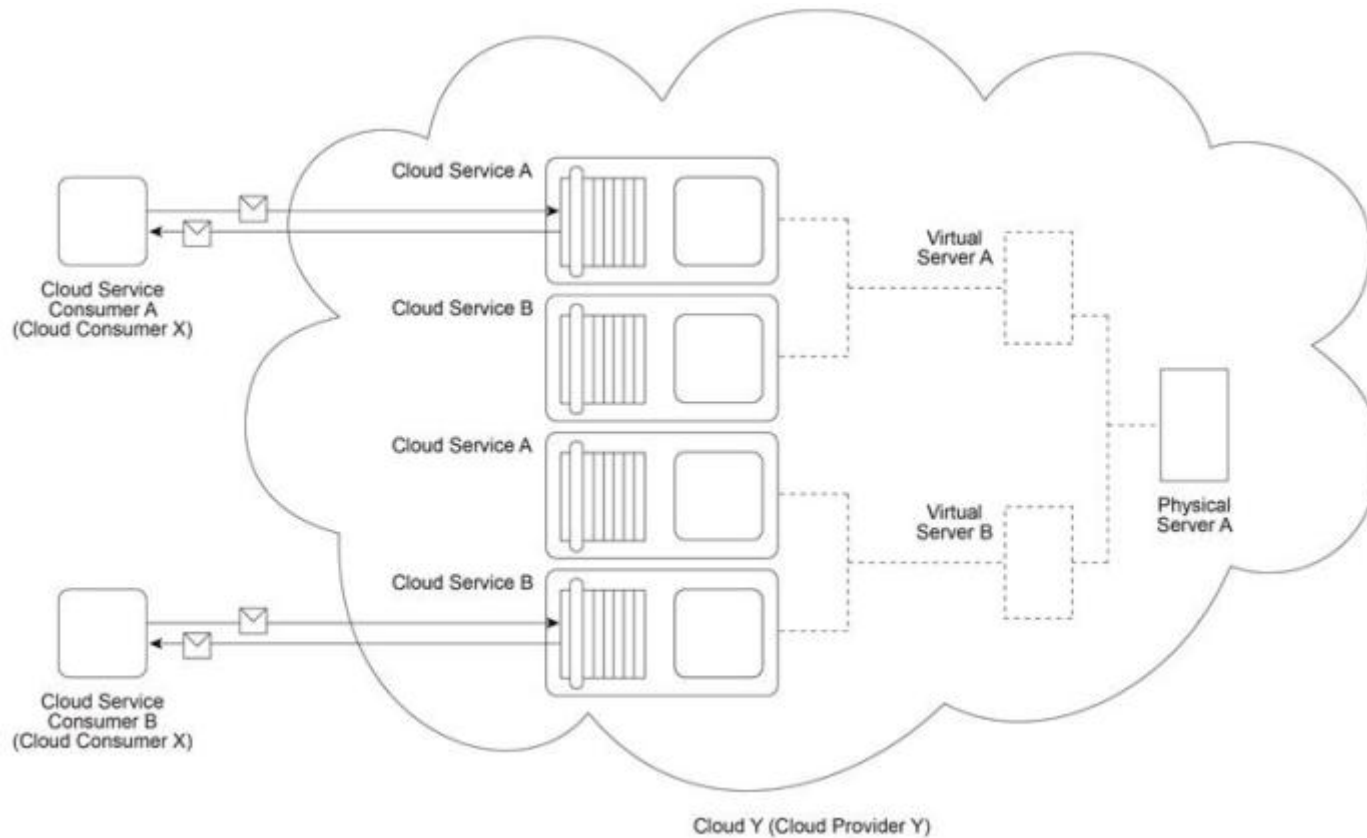 Cloud Service A
Virtual
Server A
Cloud Service
Consumer A
(Cloud Consumer X)
Cloud Service B
Cloud Service A
Physical
Server A
Virtual
Server B
Cloud Service B
Cloud Service
Consumer B
(Cloud Consumer X)
Cloud Y (Cloud Provider Y)